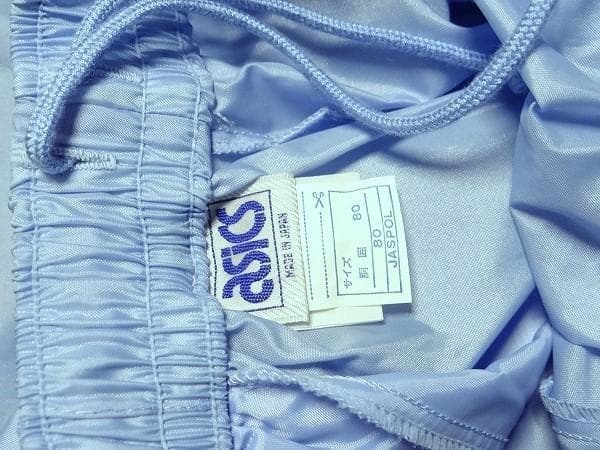 asics
MADE IN JAPAN
サイズ 80
胴囲 80
JASPOL